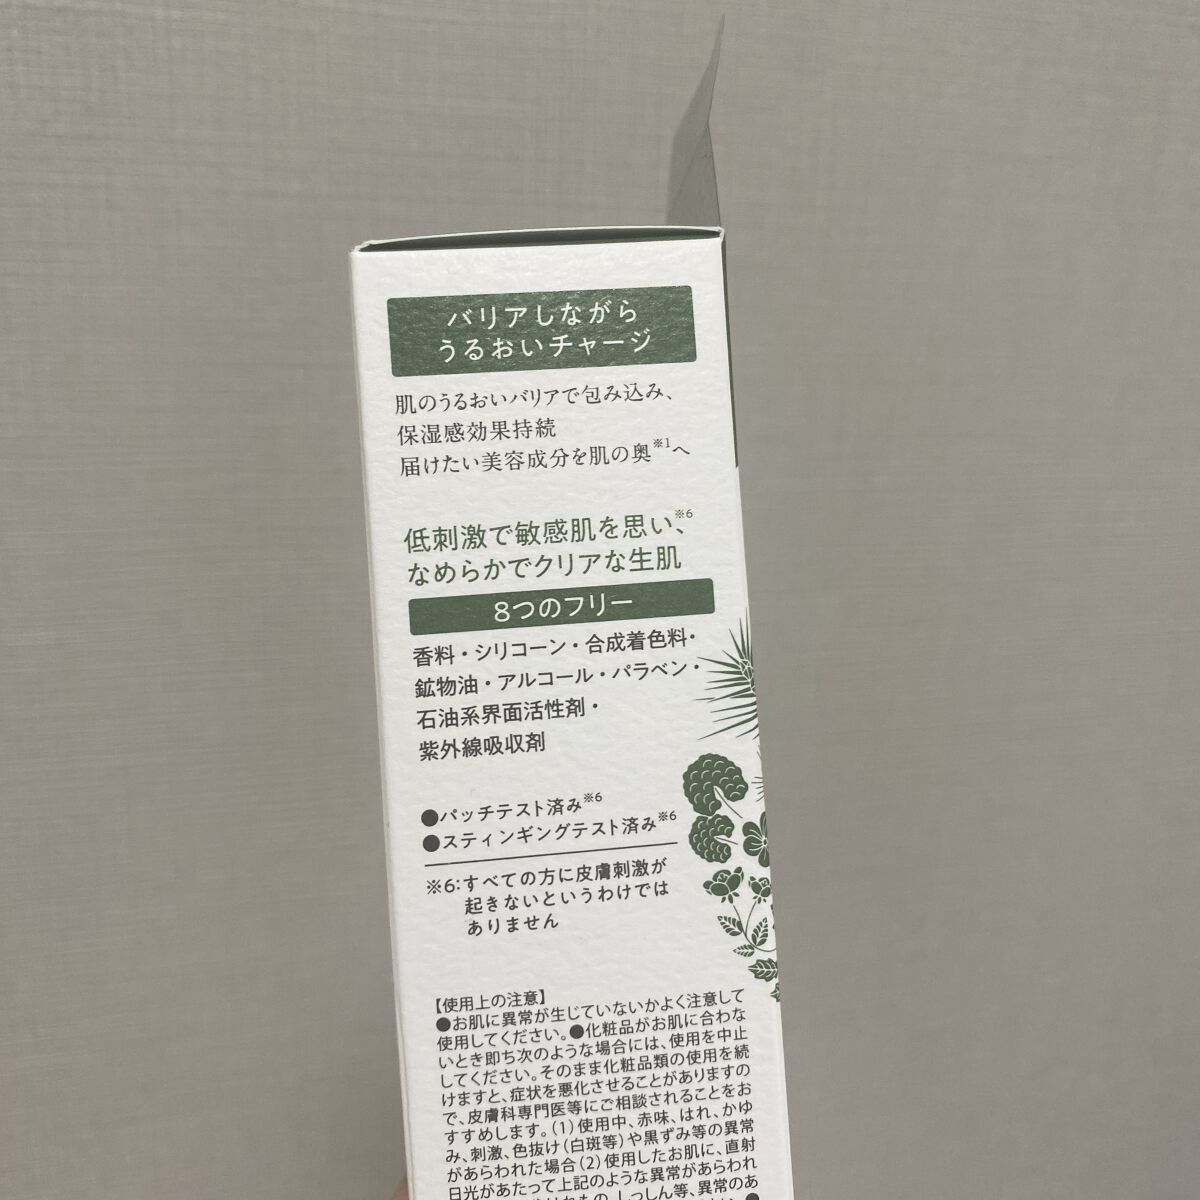 バリアしながら
うるおいチャージ
肌のうるおいバリアで包み込み、
保湿感効果持続
届けたい美容成分を肌の奥※1へ
低刺激で敏感肌を思い、※6
なめらかでクリアな生肌
8つのフリー
香料・シリコーン・合成着色料・
鉱物油・アルコール・パラベン・
石油系界面活性剤・
紫外線吸収剤
●パッチテスト済み※6
●スティンギングテスト済み※6
※6:すべての方に皮膚刺激が
起きないというわけでは
ありません
【使用上の注意】
●お肌に異常が生じていないかよく注意して
使用してください。●化粧品がお肌に合わな
いとき即ち次のような場合には、使用を中止
してください。そのまま化粧品類の使用を続
けますと、症状を悪化させることがありますの
で、皮膚科専門医等にご相談されることをお
すすめします。(1)使用中、赤味、はれ、かゆ
み、刺激、色抜け(白斑等)や黒ずみ等の異常
があらわれた場合(2)使用したお肌に、直射
日光があたって上記のような異常があらわれ
しっしん等、異常のあ